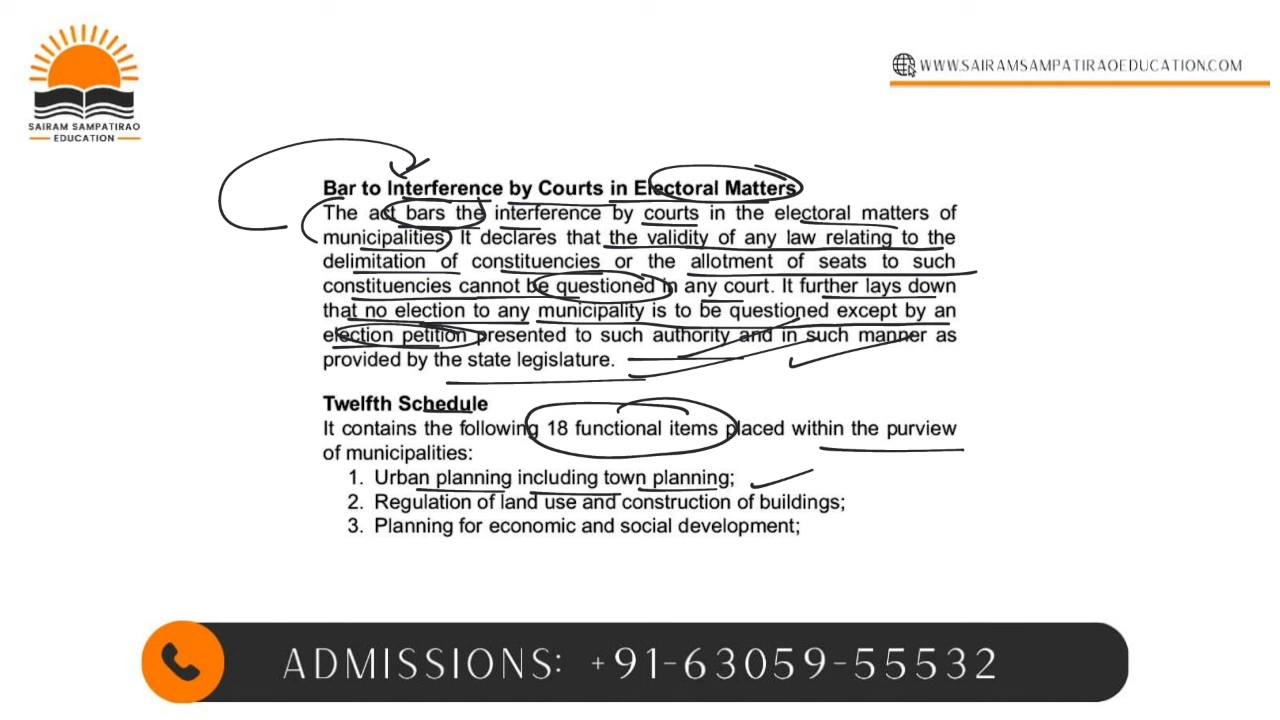 SAIRAM SAMPATIRAO
EDUCATION
WWW.SAIRAMSAMPATIRAOEDUCATION.COM
Bar to Interference by Courts in Electoral Matters
The act bars the interference by courts in the electoral matters of
municipalities. It declares that the validity of any law relating to the
delimitation of constituencies or the allotment of seats to such
constituencies cannot be questioned in any court. It further lays down
that no election to any municipality is to be questioned except by an
election petition presented to such authority and in such manner as
provided by the state legislature.
Twelfth Schedule
It contains the following 18 functional items placed within the purview
of municipalities:
1. Urban planning including town planning;
2. Regulation of land use and construction of buildings;
3. Planning for economic and social development;
ADMISSIONS: +91-63059-55532